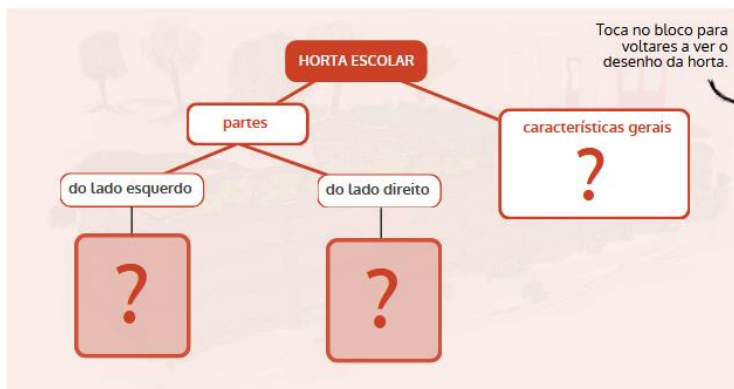 Toca no bloco para
voltares a ver o
desenho da horta.
HORTA ESCOLAR
partes
características gerais
?
do lado esquerdo
do lado direito
?
?